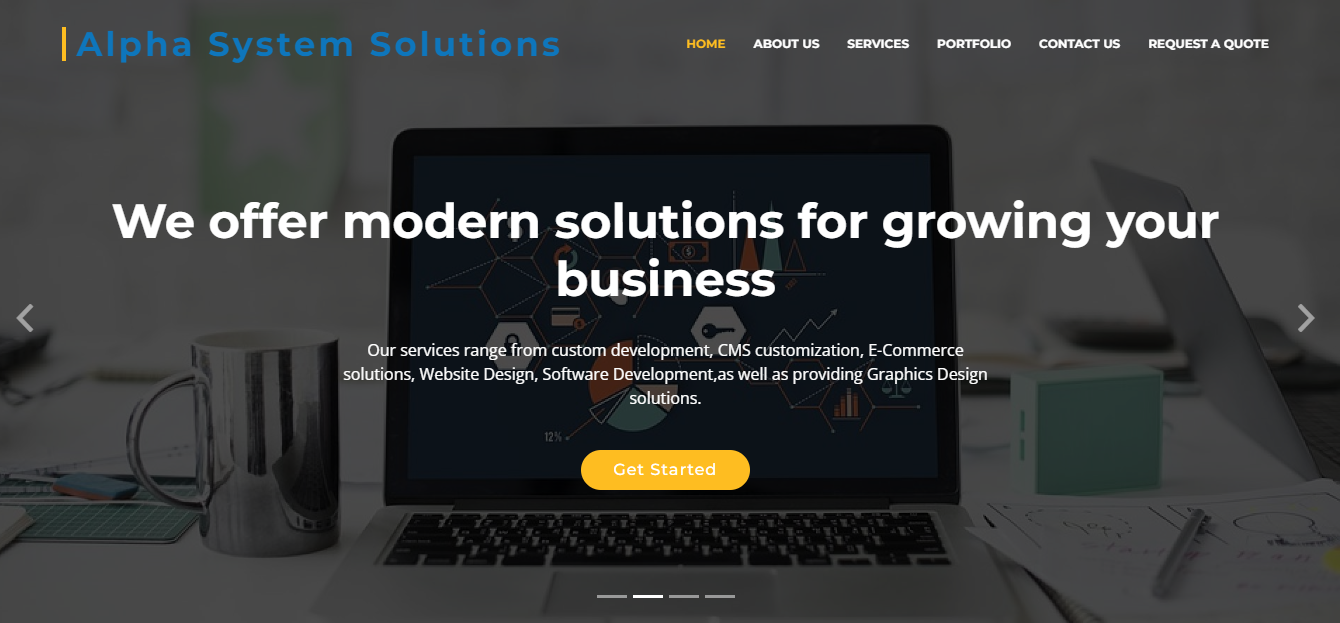 Alpha System Solutions
HOME ABOUT US SERVICES PORTFOLIO CONTACT US REQUEST A QUOTE
We offer modern solutions for growing your
business
Our services range from custom development, CMS customization, E-Commerce
solutions, Website Design, Software Development,as well as providing Graphics Design
solutions.
12%
Get Started